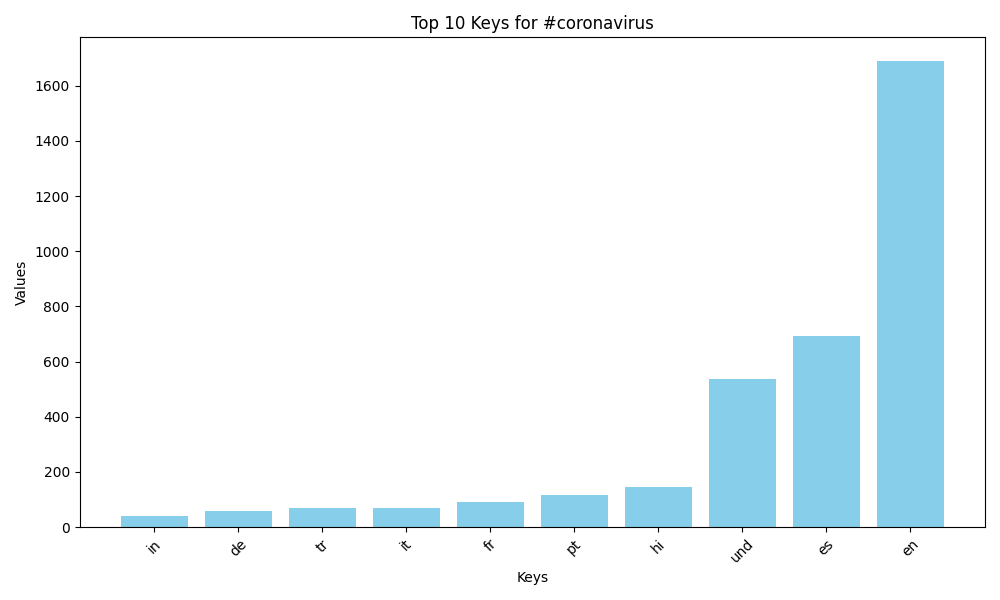 Top 10 Keys for #coronavirus
1600
1400
1200
1000
800
600
400
200
0
Values
in de tr it fr pt hi und es en
Keys